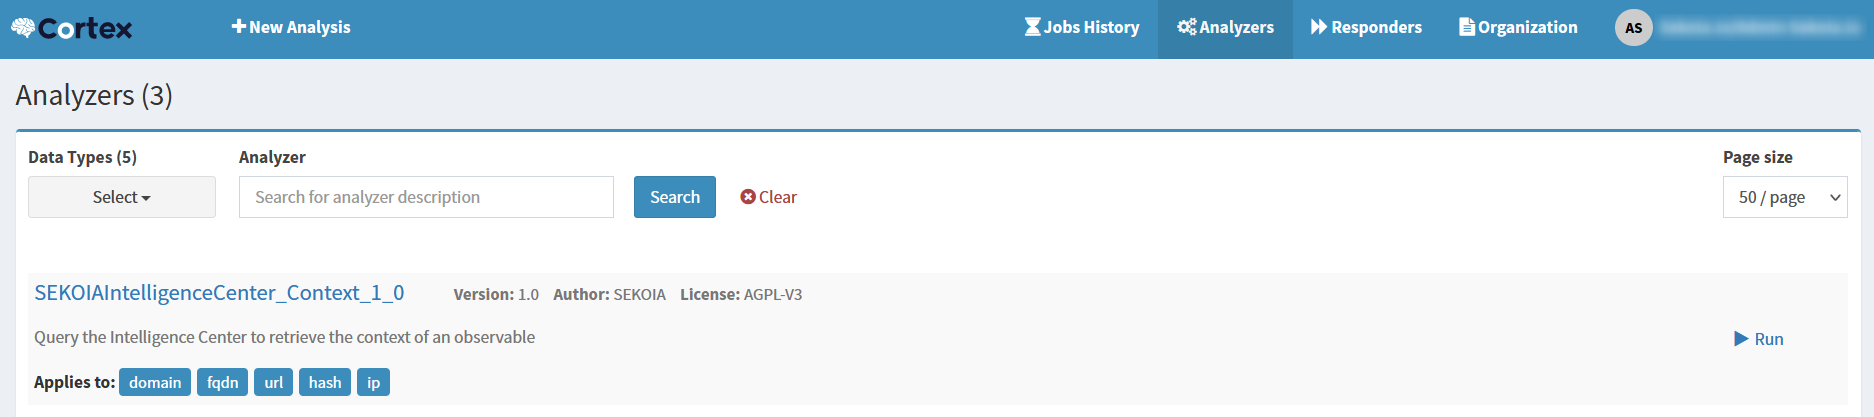 Cortex
New Analysis
Jobs History
Analyzers
Responders
Organization
AS
Analyzers (3)
Data Types (5)
Analyzer
Page size
Select
Search for analyzer description
Search
Clear
50 / page
SEKOIAIntelligenceCenter_Context_1_0
Version: 1.0 Author: SEKOIA License: AGPL-V3
Query the Intelligence Center to retrieve the context of an observable
Run
Applies to: domain fqdn url hash ip